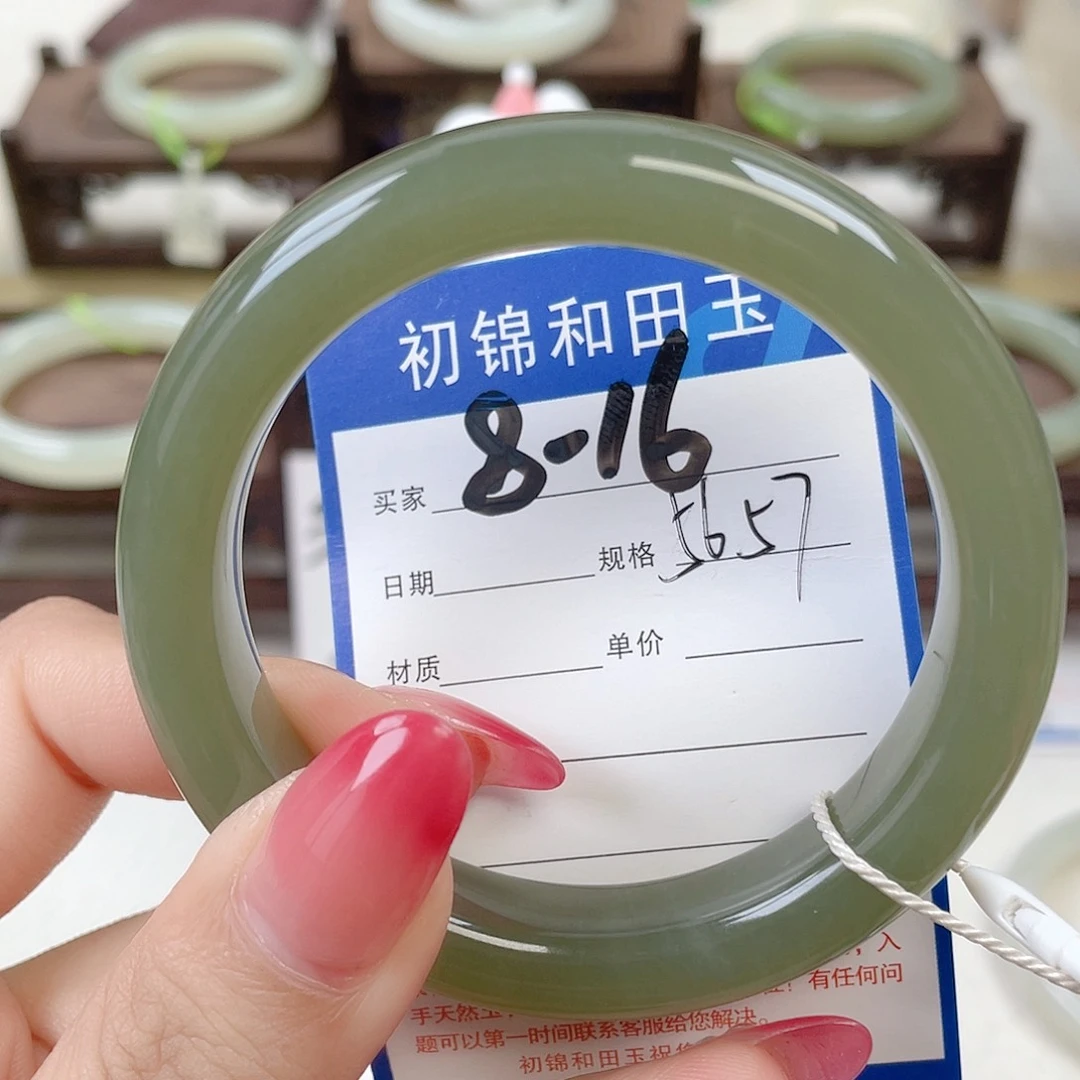 初锦和田玉
买家 8-16
日期 规格 5657
材质 单价
，入
！有任何问
手天然玉
题可以第一时间联系客服给您解决。
初锦和田玉祝